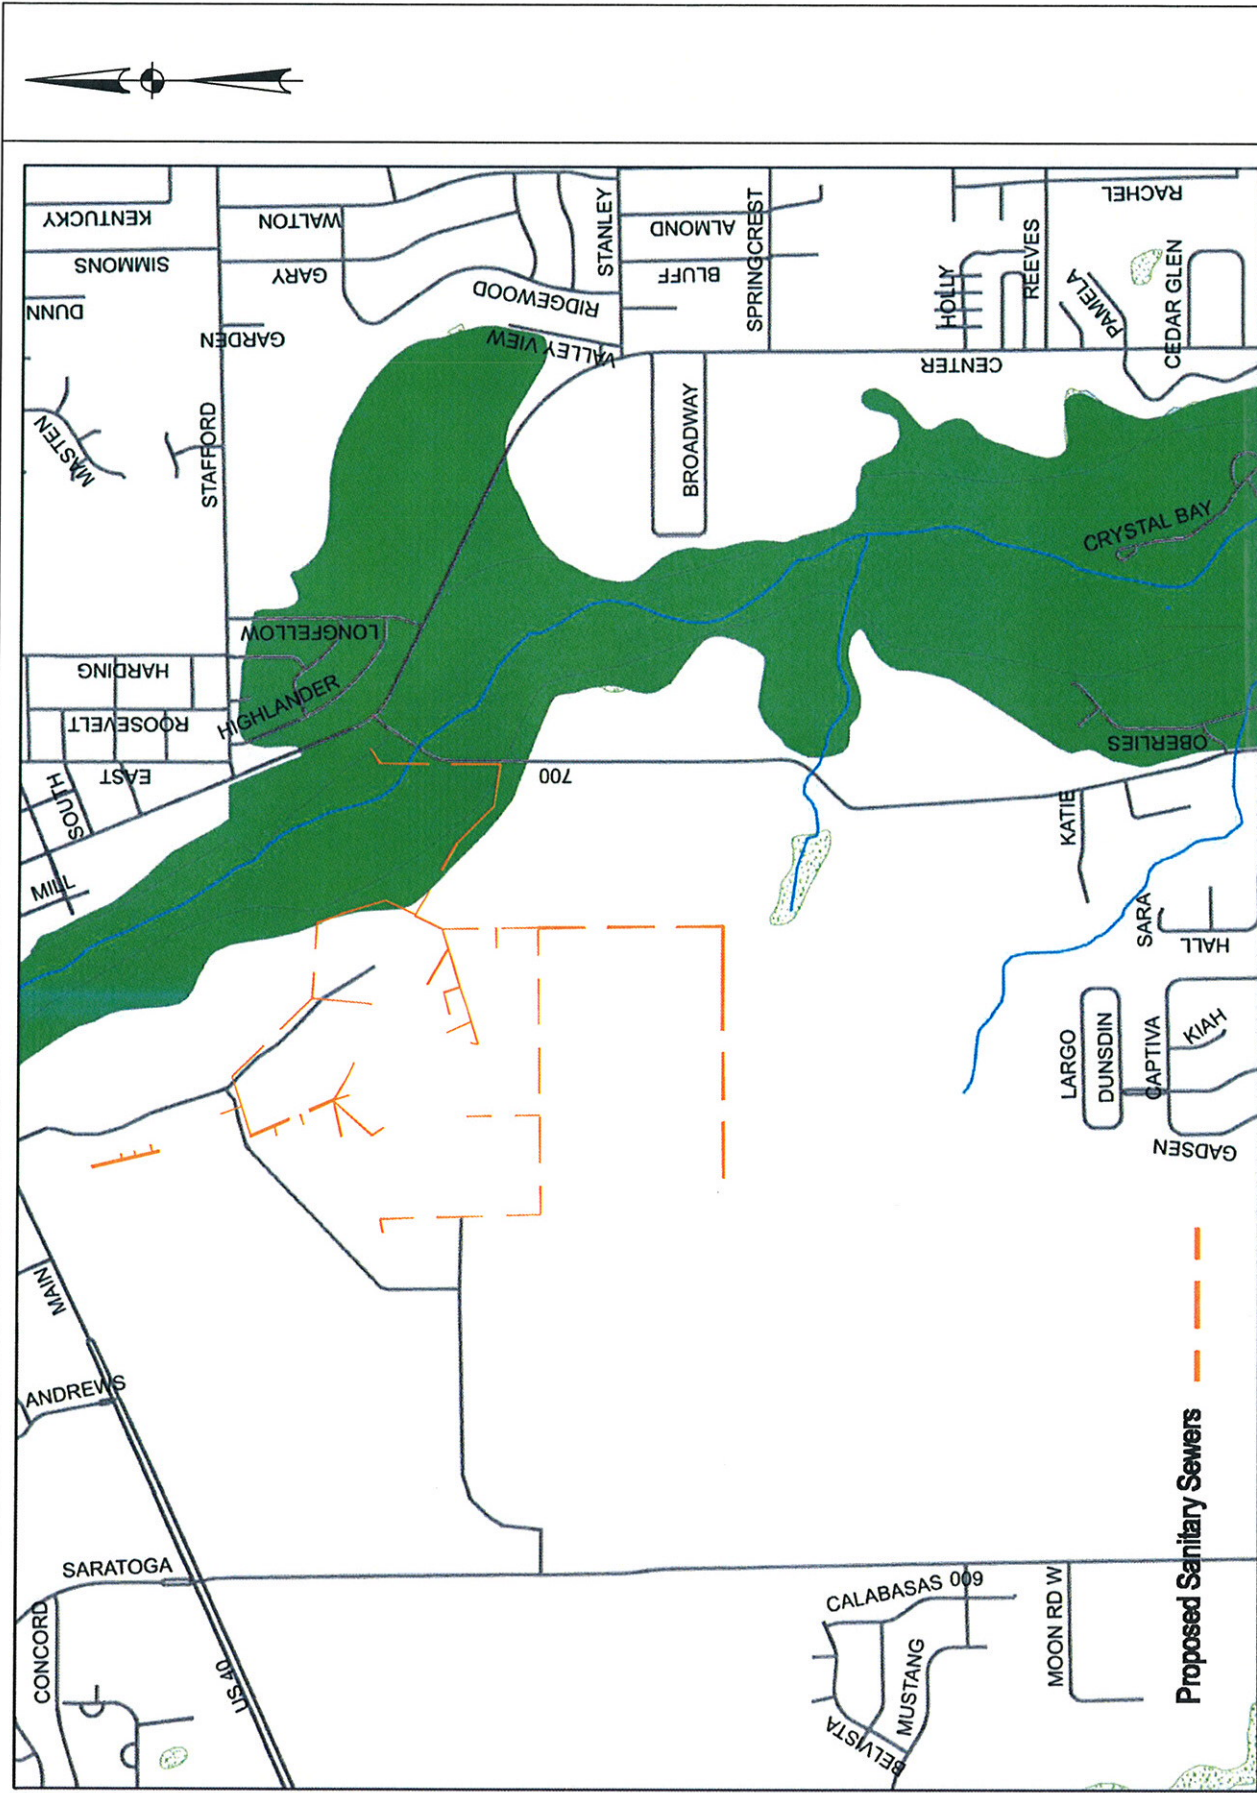 KENTUCKY
SIMMONS
DUNN
WALTON
GARY
GARDEN
STANLEY
RIDGEWOOD
VALLEY VIEW
ALMOND
BLUFF
SPRINGCREST
RACHEL
REEVES
HOLLY
PAMELA
CEDAR GLEN
CENTER
MASTEN
STAFFORD
BROADWAY
CRYSTAL BAY
LONGFELLOW
HARDING
HIGHLANDER
ROOSEVELT
EAST
SOUTH
MILL
700
OBERLIES
KATIE
SARA
HALL
LARGO
DUNSDIN
CAPTIVA
KIAH
GADSEN
MAIN
ANDREWS
SARATOGA
CONCORD
US 40
CALABASAS
600
MUSTANG
BELVISTA
MOON RD W
Proposed Sanitary Sewers